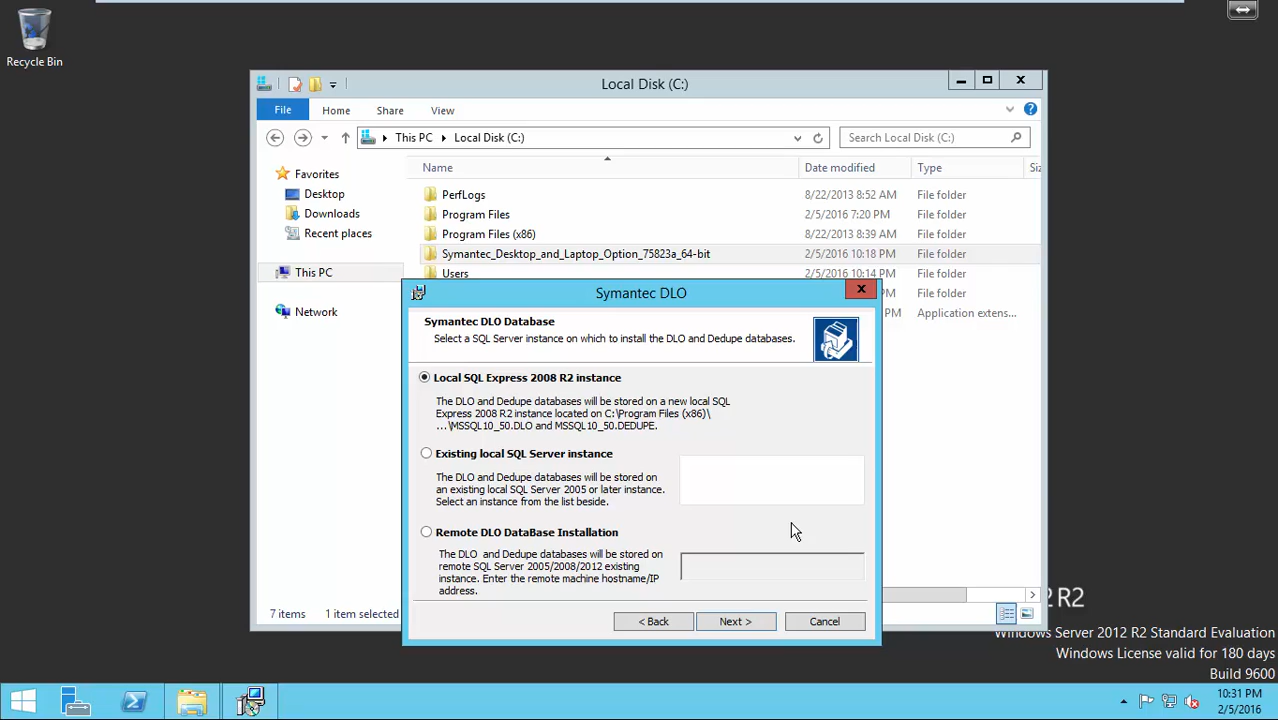 Recycle Bin
Local Disk (C:)
File Home Share View
This PC Local Disk (C:)
Search Local Disk (C:)
Favorites
Desktop
Downloads
Recent places
This PC
Network
Name Date modified Type Siz
PerfLogs 8/22/2013 8:52 AM File folder
Program Files 2/5/2016 7:20 PM File folder
Program Files (x86) 8/22/2013 8:39 AM File folder
Symantec_Desktop_and_Laptop_Option_75823a_64-bit 2/5/2016 10:18 PM File folder
Users 2/5/2016 10:14 PM File folder
PM File folder
PM Application extens...
Symantec DLO
Symantec DLO Database
Select a SQL Server instance on which to install the DLO and Dedupe databases.
Local SQL Express 2008 R2 instance
The DLO and Dedupe databases will be stored on a new local SQL
Express 2008 R2 instance located on C:\Program Files (x86)\
...\MSSQL10_50.DLO and MSSQL10_50.DEDUPE.
Existing local SQL Server instance
The DLO and Dedupe databases will be stored on
an existing local SQL Server 2005 or later instance.
Select an instance from the list beside.
Remote DLO DataBase Installation
The DLO and Dedupe databases will be stored on
remote SQL Server 2005/2008/2012 existing
instance. Enter the remote machine hostname/IP
address.
< Back Next > Cancel
7 items 1 item selected
2 R2
Windows Server 2012 R2 Standard Evaluation
Windows License valid for 180 days
Build 9600
10:31 PM
2/5/2016